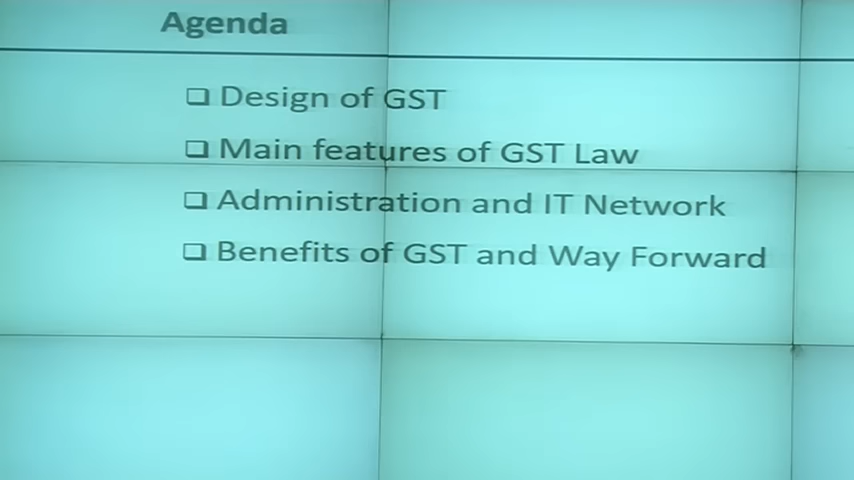 Agenda
❑ Design of GST
❑ Main features of GST Law
❑ Administration and IT Network
❑ Benefits of GST and Way Forward